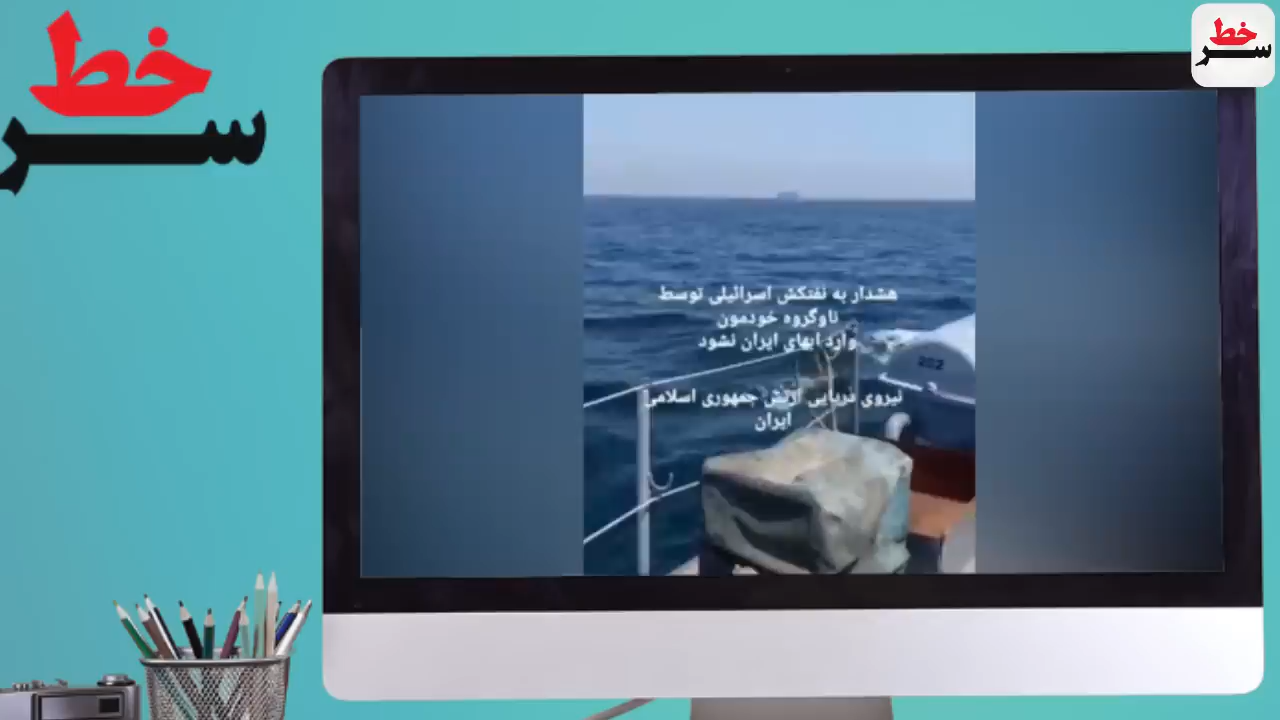 خط
سر
خط
سر
هشدار به نفتکش اسرائیلی توسط
ناوگروه خودمون
وارد ابهای ایران نشود
202
نیروی دریایی ارتش جمهوری اسلامی
ایران